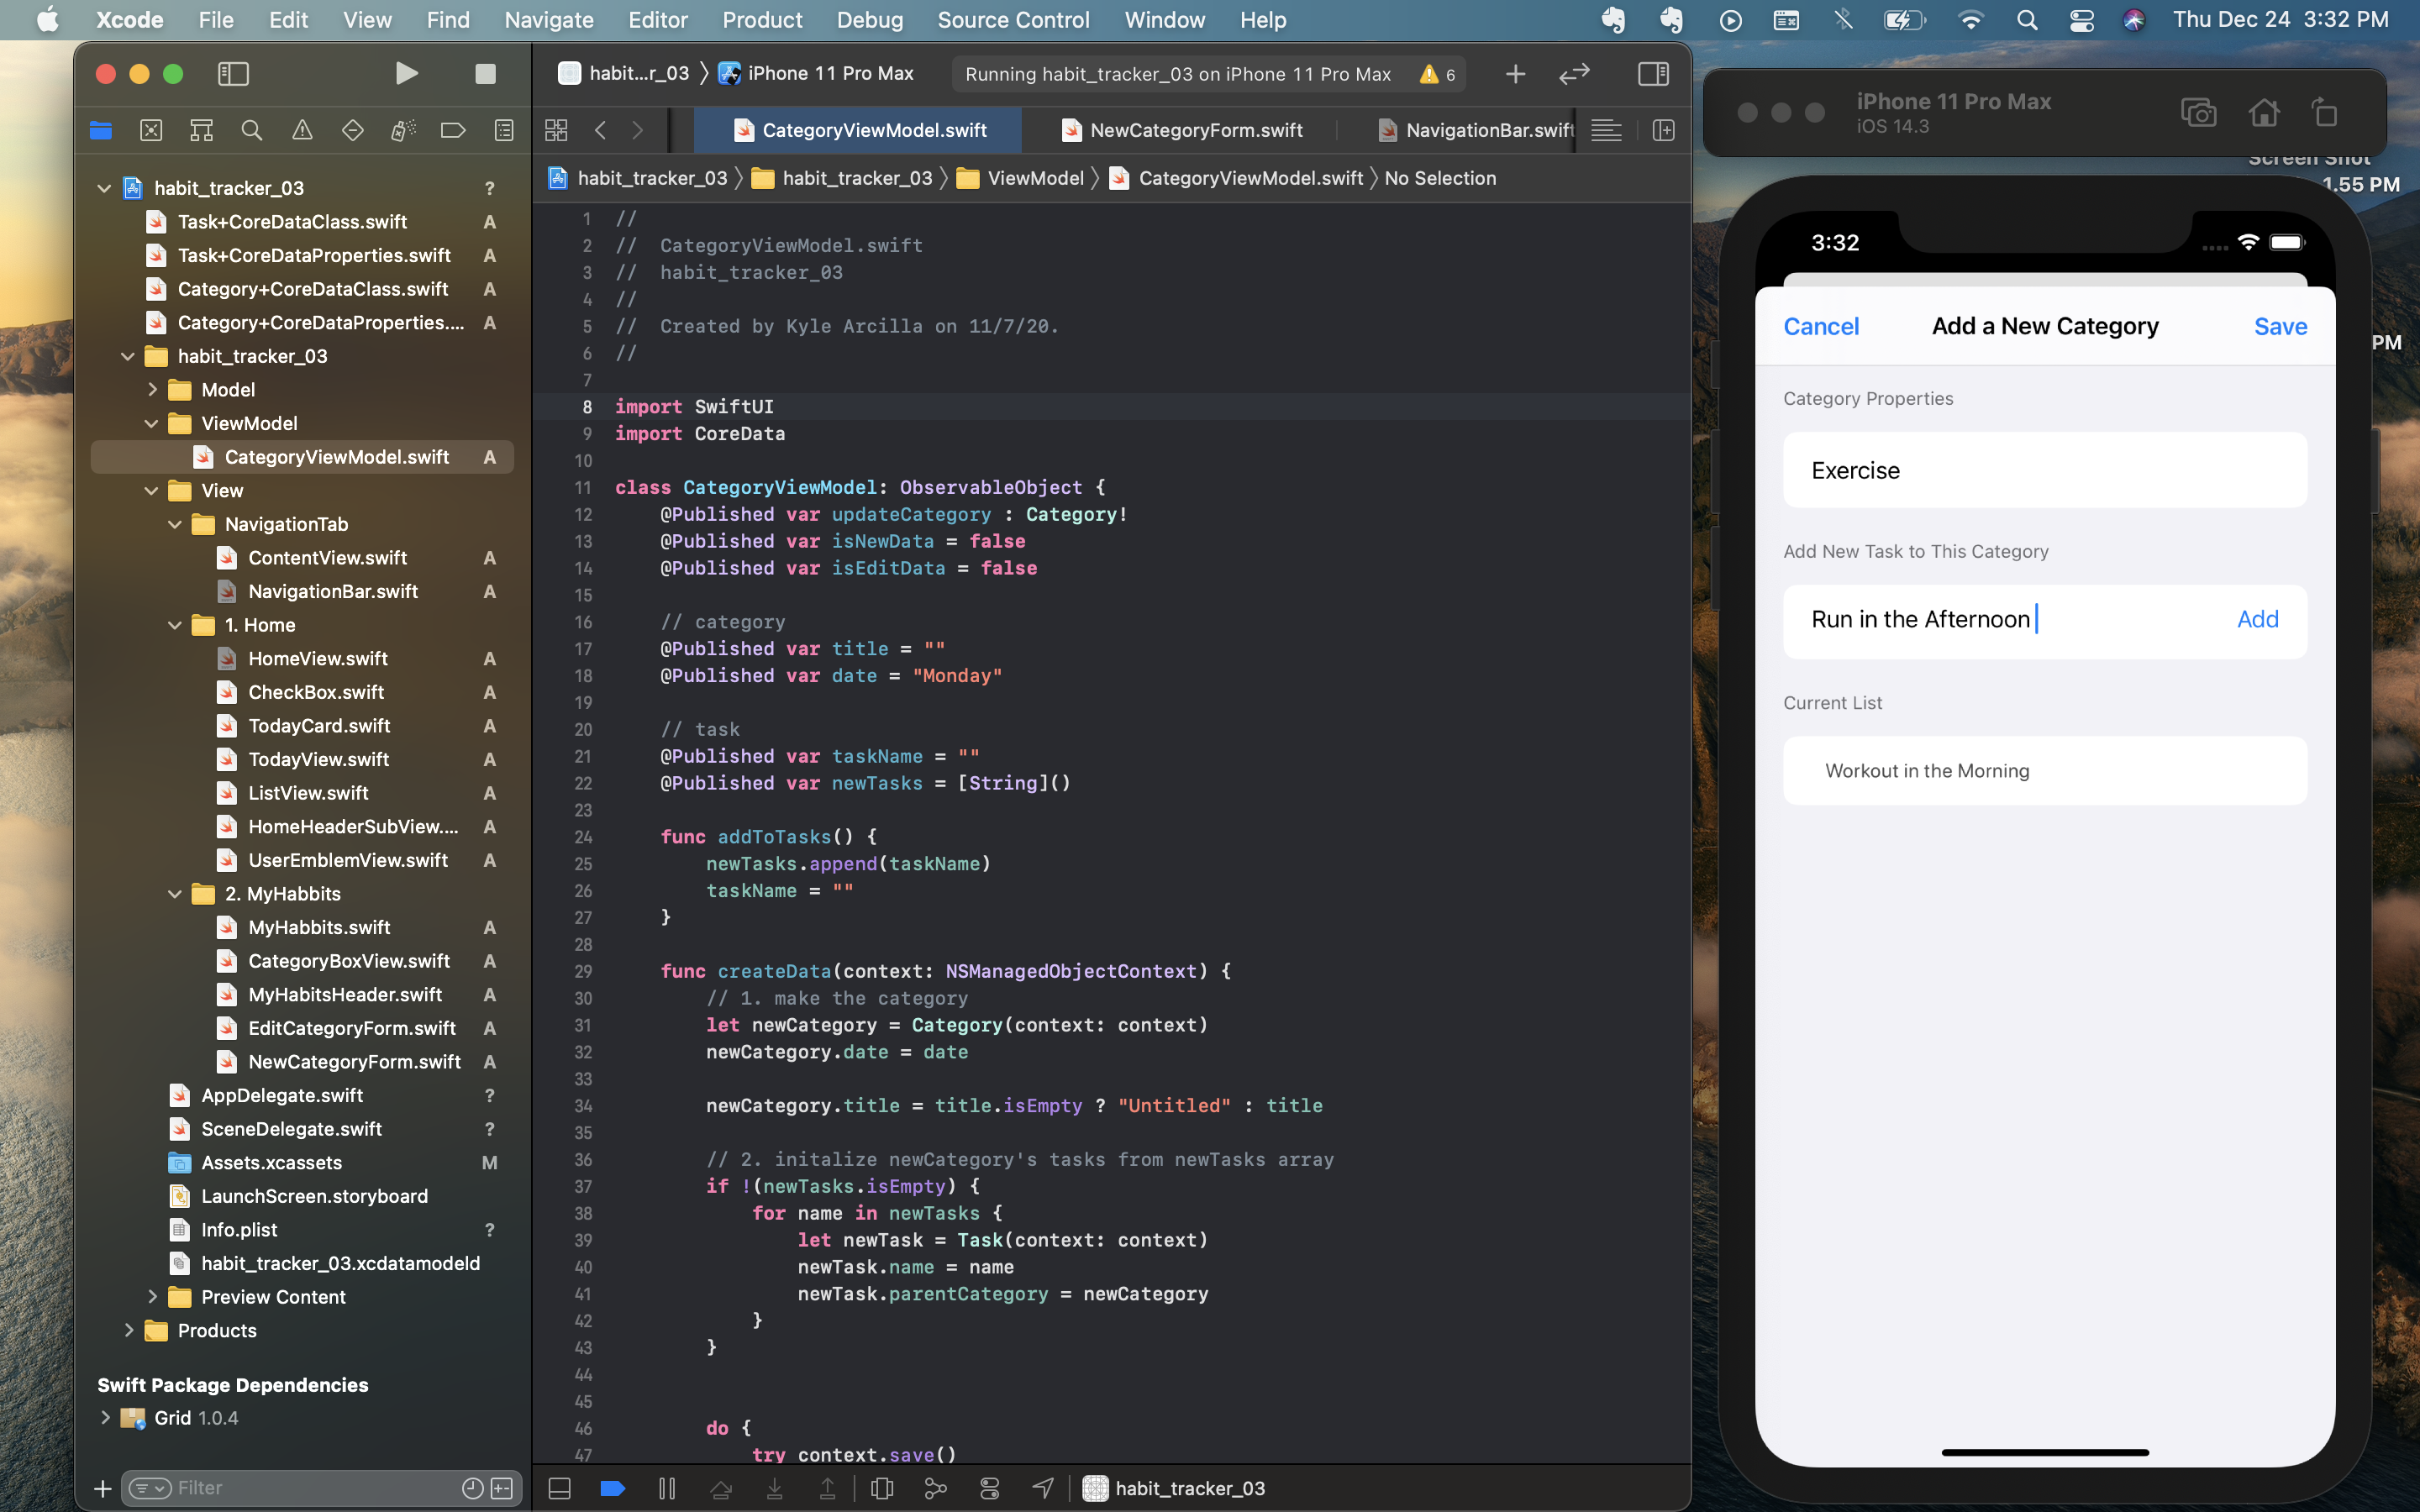 Xcode File Edit View Find Navigate Editor Product Debug Source Control Window Help Thu Dec 24 3:32 PM
habit...r_03 iPhone 11 Pro Max Running habit_tracker_03 on iPhone 11 Pro Max 6
CategoryViewModel.swift NewCategoryForm.swift NavigationBar.swift
habit_tracker_03 habit_tracker_03 ViewModel CategoryViewModel.swift No Selection
habit_tracker_03 ?
Task+CoreDataClass.swift A
Task+CoreDataProperties.swift A
Category+CoreDataClass.swift A
Category+CoreDataProperties.... A
habit_tracker_03
Model
ViewModel
CategoryViewModel.swift A
View
NavigationTab
ContentView.swift A
NavigationBar.swift A
1. Home
HomeView.swift A
CheckBox.swift A
TodayCard.swift A
TodayView.swift A
ListView.swift A
HomeHeaderSubView.... A
UserEmblemView.swift A
2. MyHabbits
MyHabbits.swift A
CategoryBoxView.swift A
MyHabitsHeader.swift A
EditCategoryForm.swift A
NewCategoryForm.swift A
AppDelegate.swift ?
SceneDelegate.swift ?
Assets.xcassets M
LaunchScreen.storyboard
Info.plist ?
habit_tracker_03.xcdatamodeld
Preview Content
Products
Swift Package Dependencies
Grid 1.0.4
Filter
1 //
2 //  CategoryViewModel.swift
3 //  habit_tracker_03
4 //
5 //  Created by Kyle Arcilla on 11/7/20.
6 //
7
8 import SwiftUI
9 import CoreData
10
11 class CategoryViewModel: ObservableObject {
12     @Published var updateCategory : Category!
13     @Published var isNewData = false
14     @Published var isEditData = false
15
16     // category
17     @Published var title = ""
18     @Published var date = "Monday"
19
20     // task
21     @Published var taskName = ""
22     @Published var newTasks = [String]()
23
24     func addToTasks() {
25         newTasks.append(taskName)
26         taskName = ""
27     }
28
29     func createData(context: NSManagedObjectContext) {
30         // 1. make the category
31         let newCategory = Category(context: context)
32         newCategory.date = date
33
34         newCategory.title = title.isEmpty ? "Untitled" : title
35
36         // 2. initalize newCategory's tasks from newTasks array
37         if !(newTasks.isEmpty) {
38             for name in newTasks {
39                 let newTask = Task(context: context)
40                 newTask.name = name
41                 newTask.parentCategory = newCategory
42             }
43         }
44
45
46         do {
47             try context.save()
habit_tracker_03
iPhone 11 Pro Max
iOS 14.3
Screen Shot
1.55 PM
PM
3:32
Cancel Add a New Category Save
Category Properties
Exercise
Add New Task to This Category
Run in the Afternoon Add
Current List
Workout in the Morning